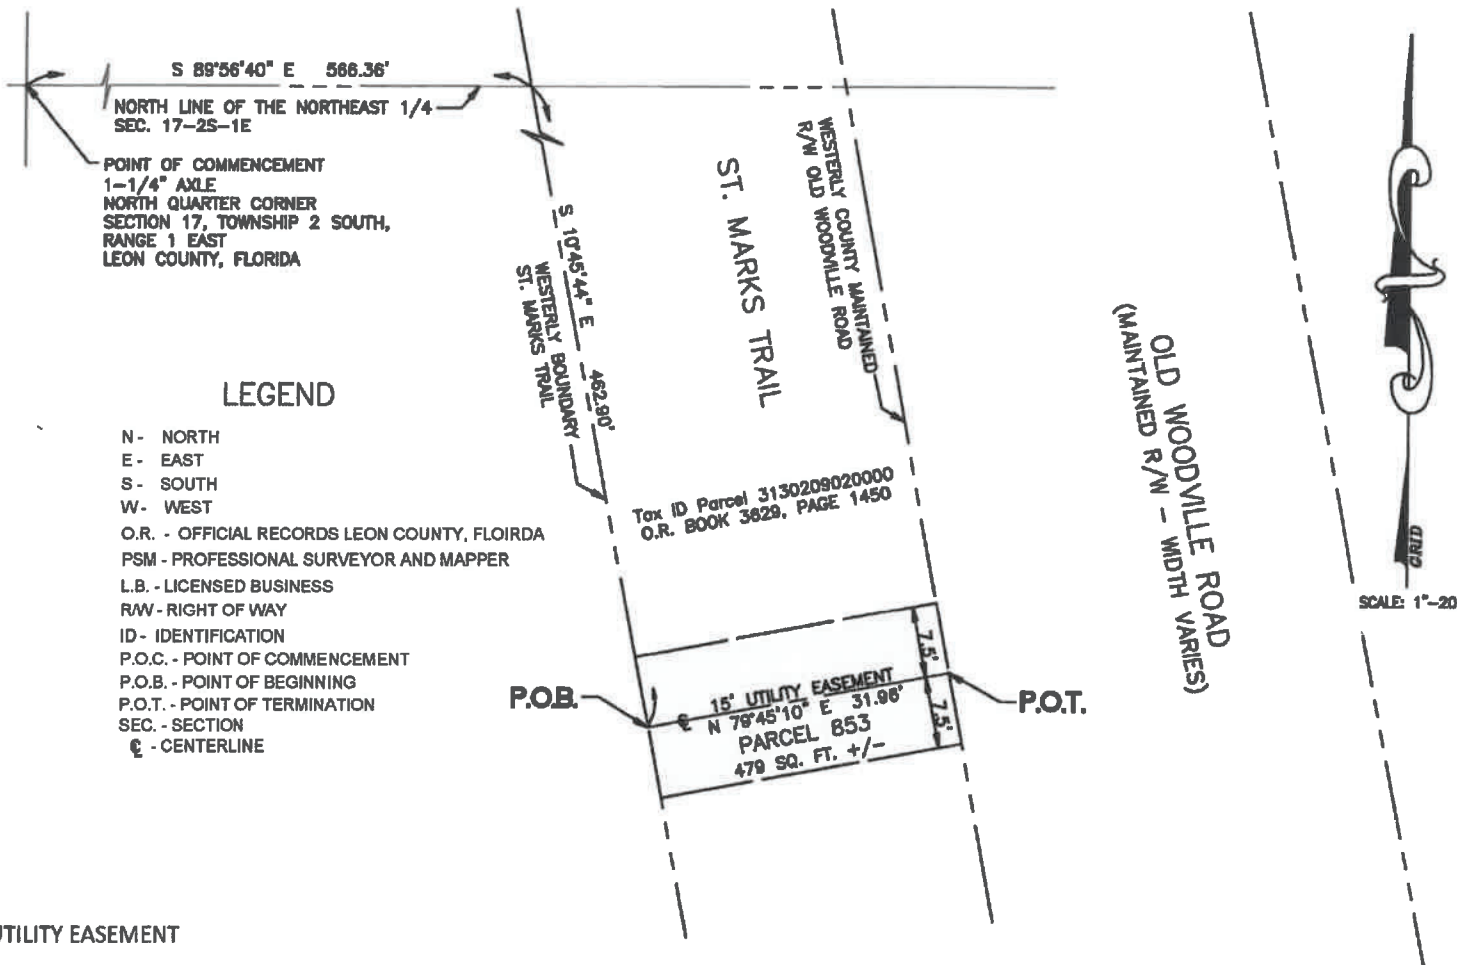 S 89°56'40" E 566.36'
NORTH LINE OF THE NORTHEAST 1/4
SEC. 17-2S-1E
POINT OF COMMENCEMENT
1-1/4" AXLE
NORTH QUARTER CORNER
SECTION 17, TOWNSHIP 2 SOUTH,
RANGE 1 EAST
LEON COUNTY, FLORIDA
S 10°45'44" E 462.90'
WESTERLY BOUNDARY
ST. MARKS TRAIL
ST. MARKS TRAIL
WESTERLY COUNTY MAINTAINED
R/W OLD WOODVILLE ROAD
OLD WOODVILLE ROAD
(MAINTAINED R/W - WIDTH VARIES)
GRID
SCALE: 1"-20
LEGEND
N - NORTH
E - EAST
S - SOUTH
W - WEST
O.R. - OFFICIAL RECORDS LEON COUNTY, FLOIRDA
PSM - PROFESSIONAL SURVEYOR AND MAPPER
L.B. - LICENSED BUSINESS
R/W - RIGHT OF WAY
ID - IDENTIFICATION
P.O.C. - POINT OF COMMENCEMENT
P.O.B. - POINT OF BEGINNING
P.O.T. - POINT OF TERMINATION
SEC. - SECTION
℄ - CENTERLINE
Tax ID Parcel 3130209020000
O.R. BOOK 3629, PAGE 1450
P.O.B.
15' UTILITY EASEMENT
℄ N 79°45'10" E 31.96'
PARCEL 853
479 SQ. FT. +/-
7.5'
7.5'
P.O.T.
UTILITY EASEMENT